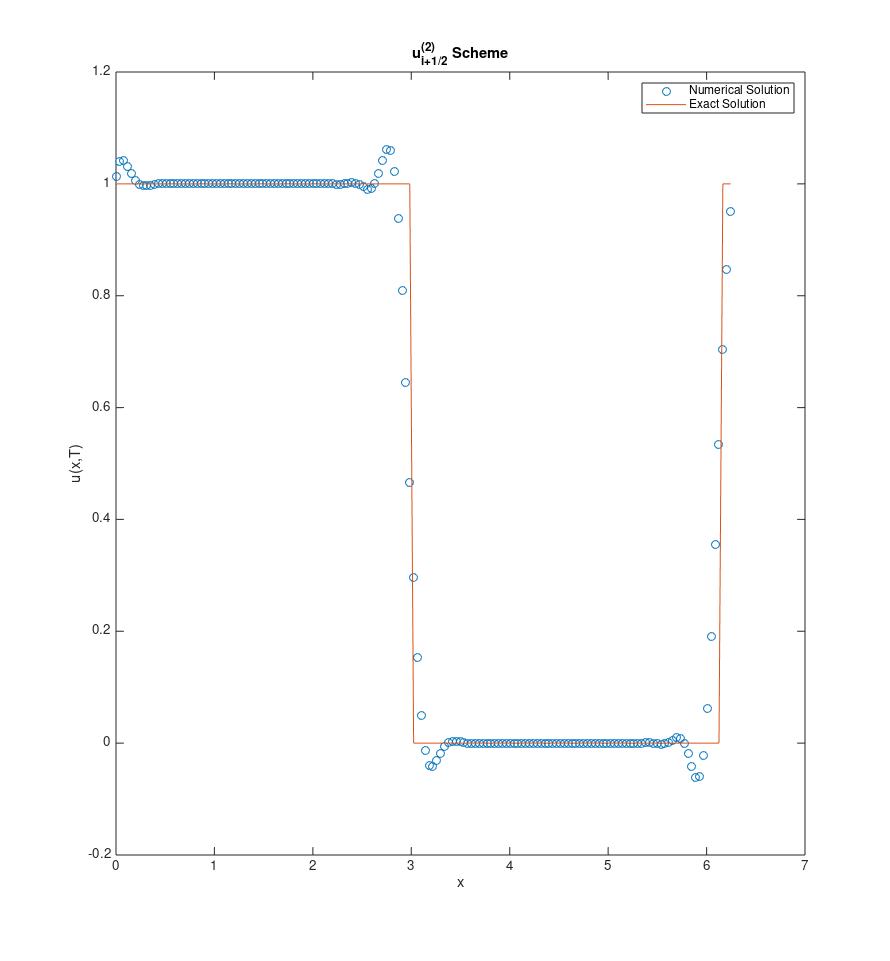 u_{i+1/2}^{(2)} Scheme
Numerical Solution
Exact Solution
1.2
1
0.8
0.6
0.4
0.2
0
-0.2
u(x,T)
0 1 2 3 4 5 6 7
x